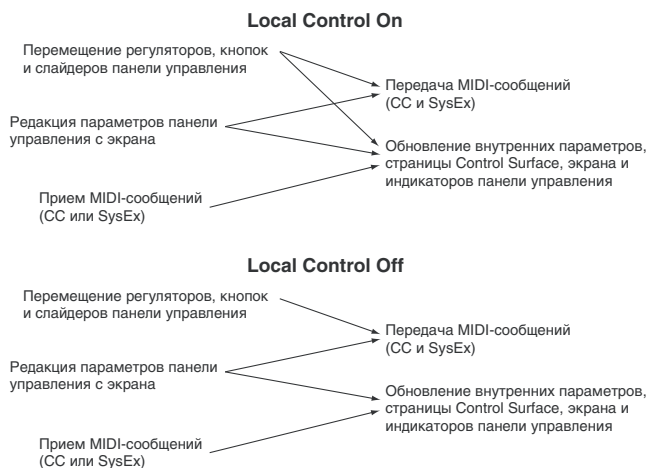 Local Control On
Перемещение регуляторов, кнопок
и слайдеров панели управления
Передача MIDI-сообщений
(CC и SysEx)
Редакция параметров панели
управления с экрана
Обновление внутренних параметров,
страницы Control Surface, экрана и
индикаторов панели управления
Прием MIDI-сообщений
(CC или SysEx)
Local Control Off
Перемещение регуляторов, кнопок
и слайдеров панели управления
Передача MIDI-сообщений
(CC и SysEx)
Редакция параметров панели
управления с экрана
Обновление внутренних параметров,
страницы Control Surface, экрана и
индикаторов панели управления
Прием MIDI-сообщений
(CC или SysEx)